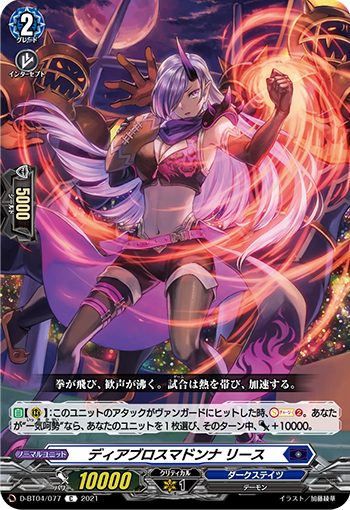 2
グレード
インターセプト
5000
シールド
拳が飛び、歓声が沸く。試合は熱を帯び、加速する。
【自】【(R)】:このユニットのアタックがヴァンガードにヒットした時、【コスト】【(カウンターチャージ)(2)】。あなたが“一気呵勢”なら、あなたのユニットを1枚選び、そのターン中、+10000。
ノーマルユニット
ディアブロスマドンナ リース
パワー 10000
クリティカル
1
ダークステイツ
デーモン
D-BT04/077 C 2021
イラスト/加藤綾華